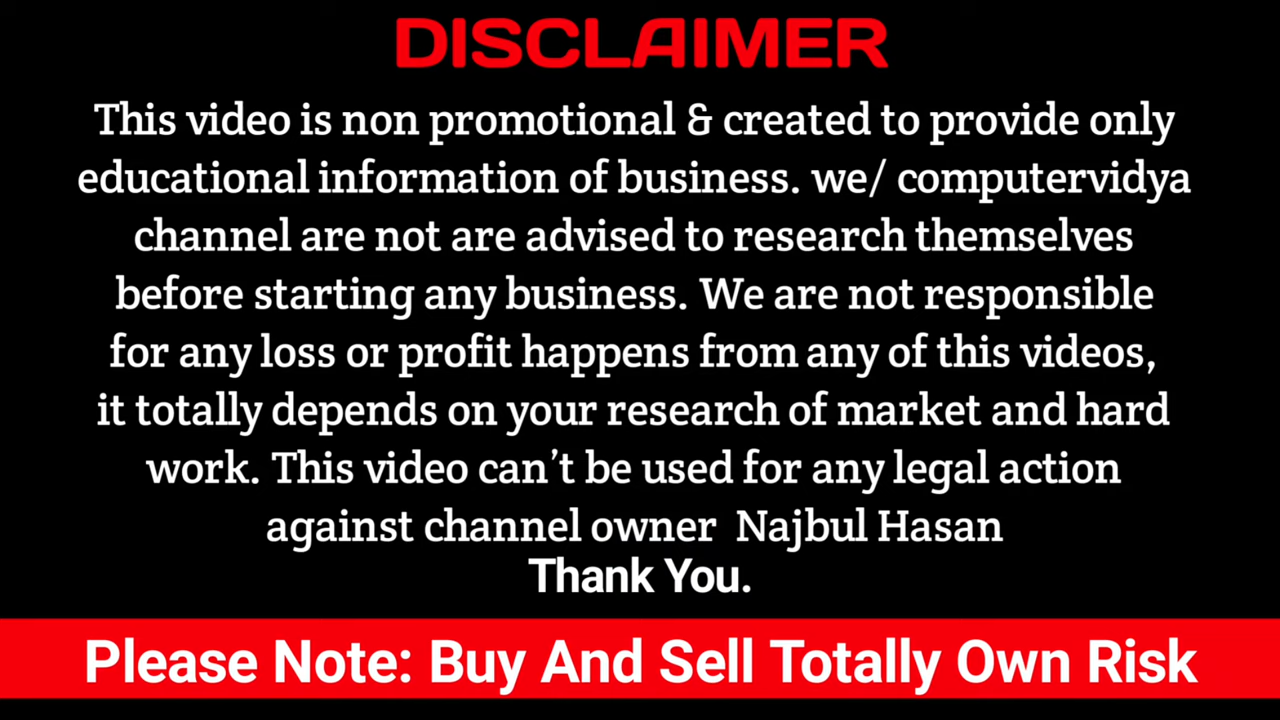 DISCLAIMER
This video is non promotional & created to provide only
educational information of business. we/ computervidya
channel are not are advised to research themselves
before starting any business. We are not responsible
for any loss or profit happens from any of this videos,
it totally depends on your research of market and hard
work. This video can’t be used for any legal action
against channel owner Najbul Hasan
Thank You.
Please Note: Buy And Sell Totally Own Risk